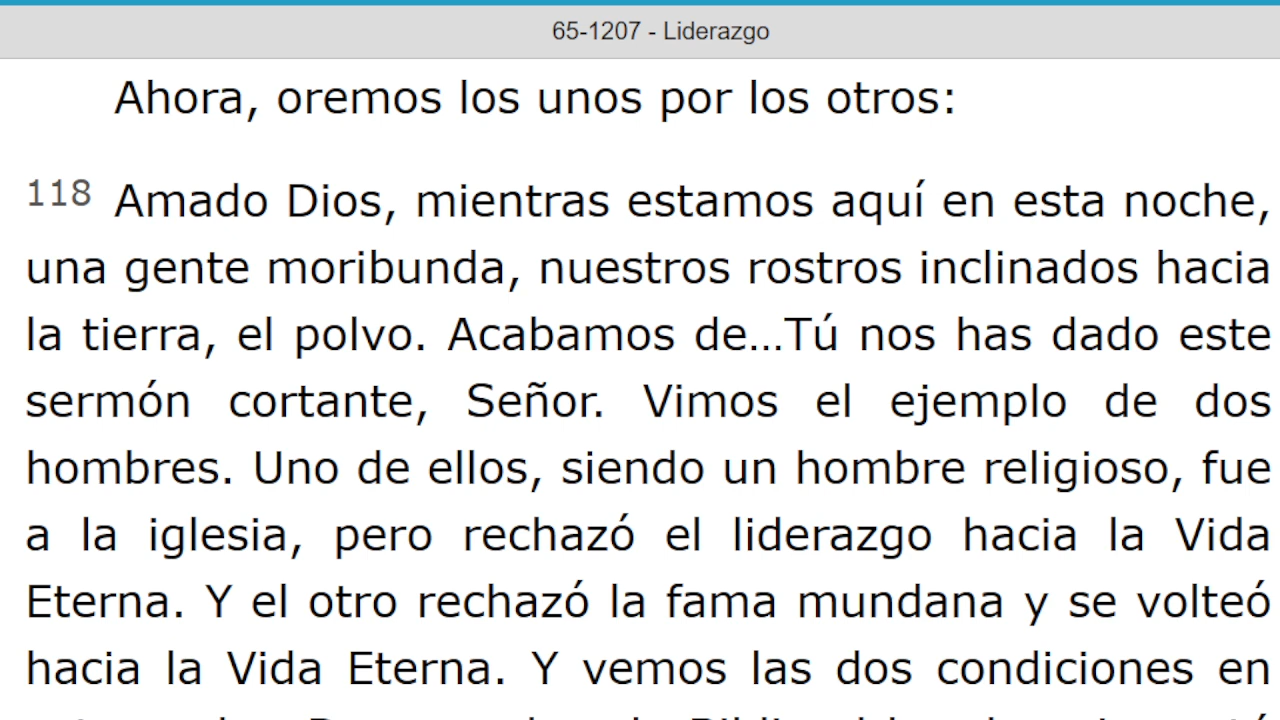 65-1207 - Liderazgo
Ahora, oremos los unos por los otros:
118 Amado Dios, mientras estamos aquí en esta noche,
una gente moribunda, nuestros rostros inclinados hacia
la tierra, el polvo. Acabamos de...Tú nos has dado este
sermón cortante, Señor. Vimos el ejemplo de dos
hombres. Uno de ellos, siendo un hombre religioso, fue
a la iglesia, pero rechazó el liderazgo hacia la Vida
Eterna. Y el otro rechazó la fama mundana y se volteó
hacia la Vida Eterna. Y vemos las dos condiciones en